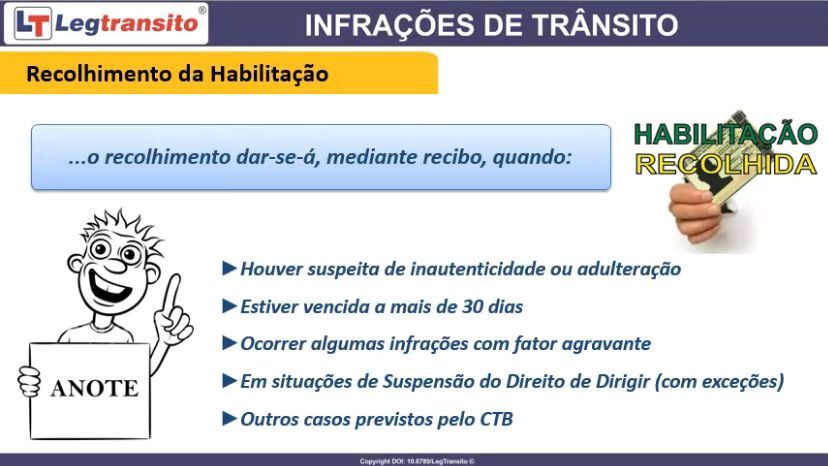 LT Legtransito®
INFRAÇÕES DE TRÂNSITO
Recolhimento da Habilitação
...o recolhimento dar-se-á, mediante recibo, quando:
HABILITAÇÃO
RECOLHIDA
►Houver suspeita de inautenticidade ou adulteração
►Estiver vencida a mais de 30 dias
►Ocorrer algumas infrações com fator agravante
►Em situações de Suspensão do Direito de Dirigir (com exceções)
►Outros casos previstos pelo CTB
ANOTE
Copyright DOI: 10.6789/LegTransito ©